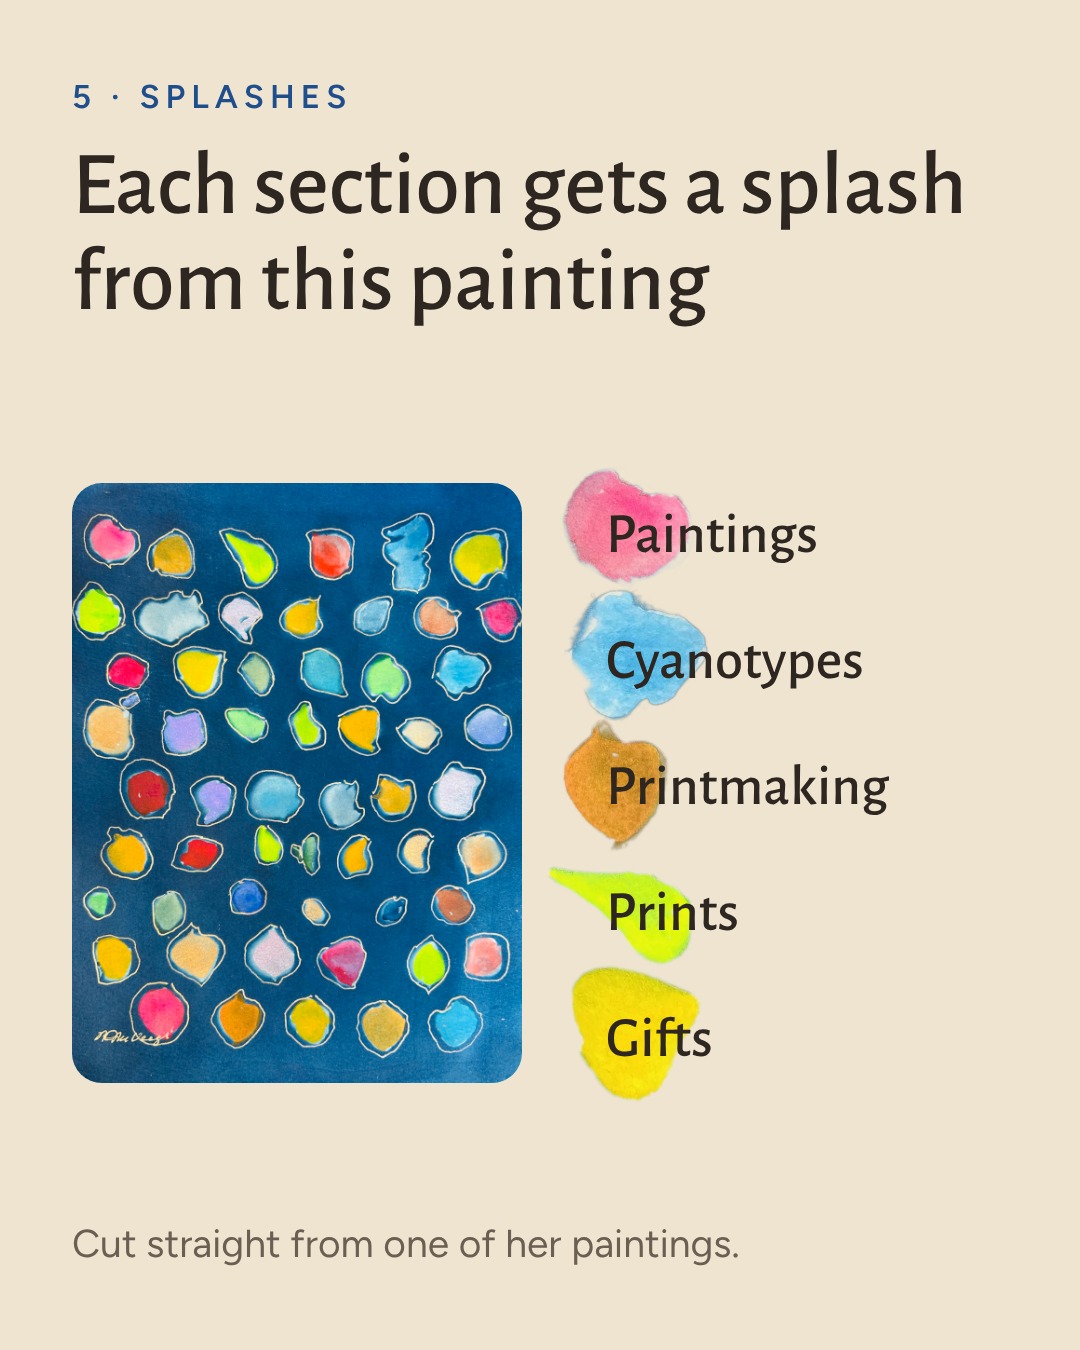 5 · SPLASHES
Each section gets a splash
from this painting
Paintings
Cyanotypes
Printmaking
Prints
Gifts
Cut straight from one of her paintings.